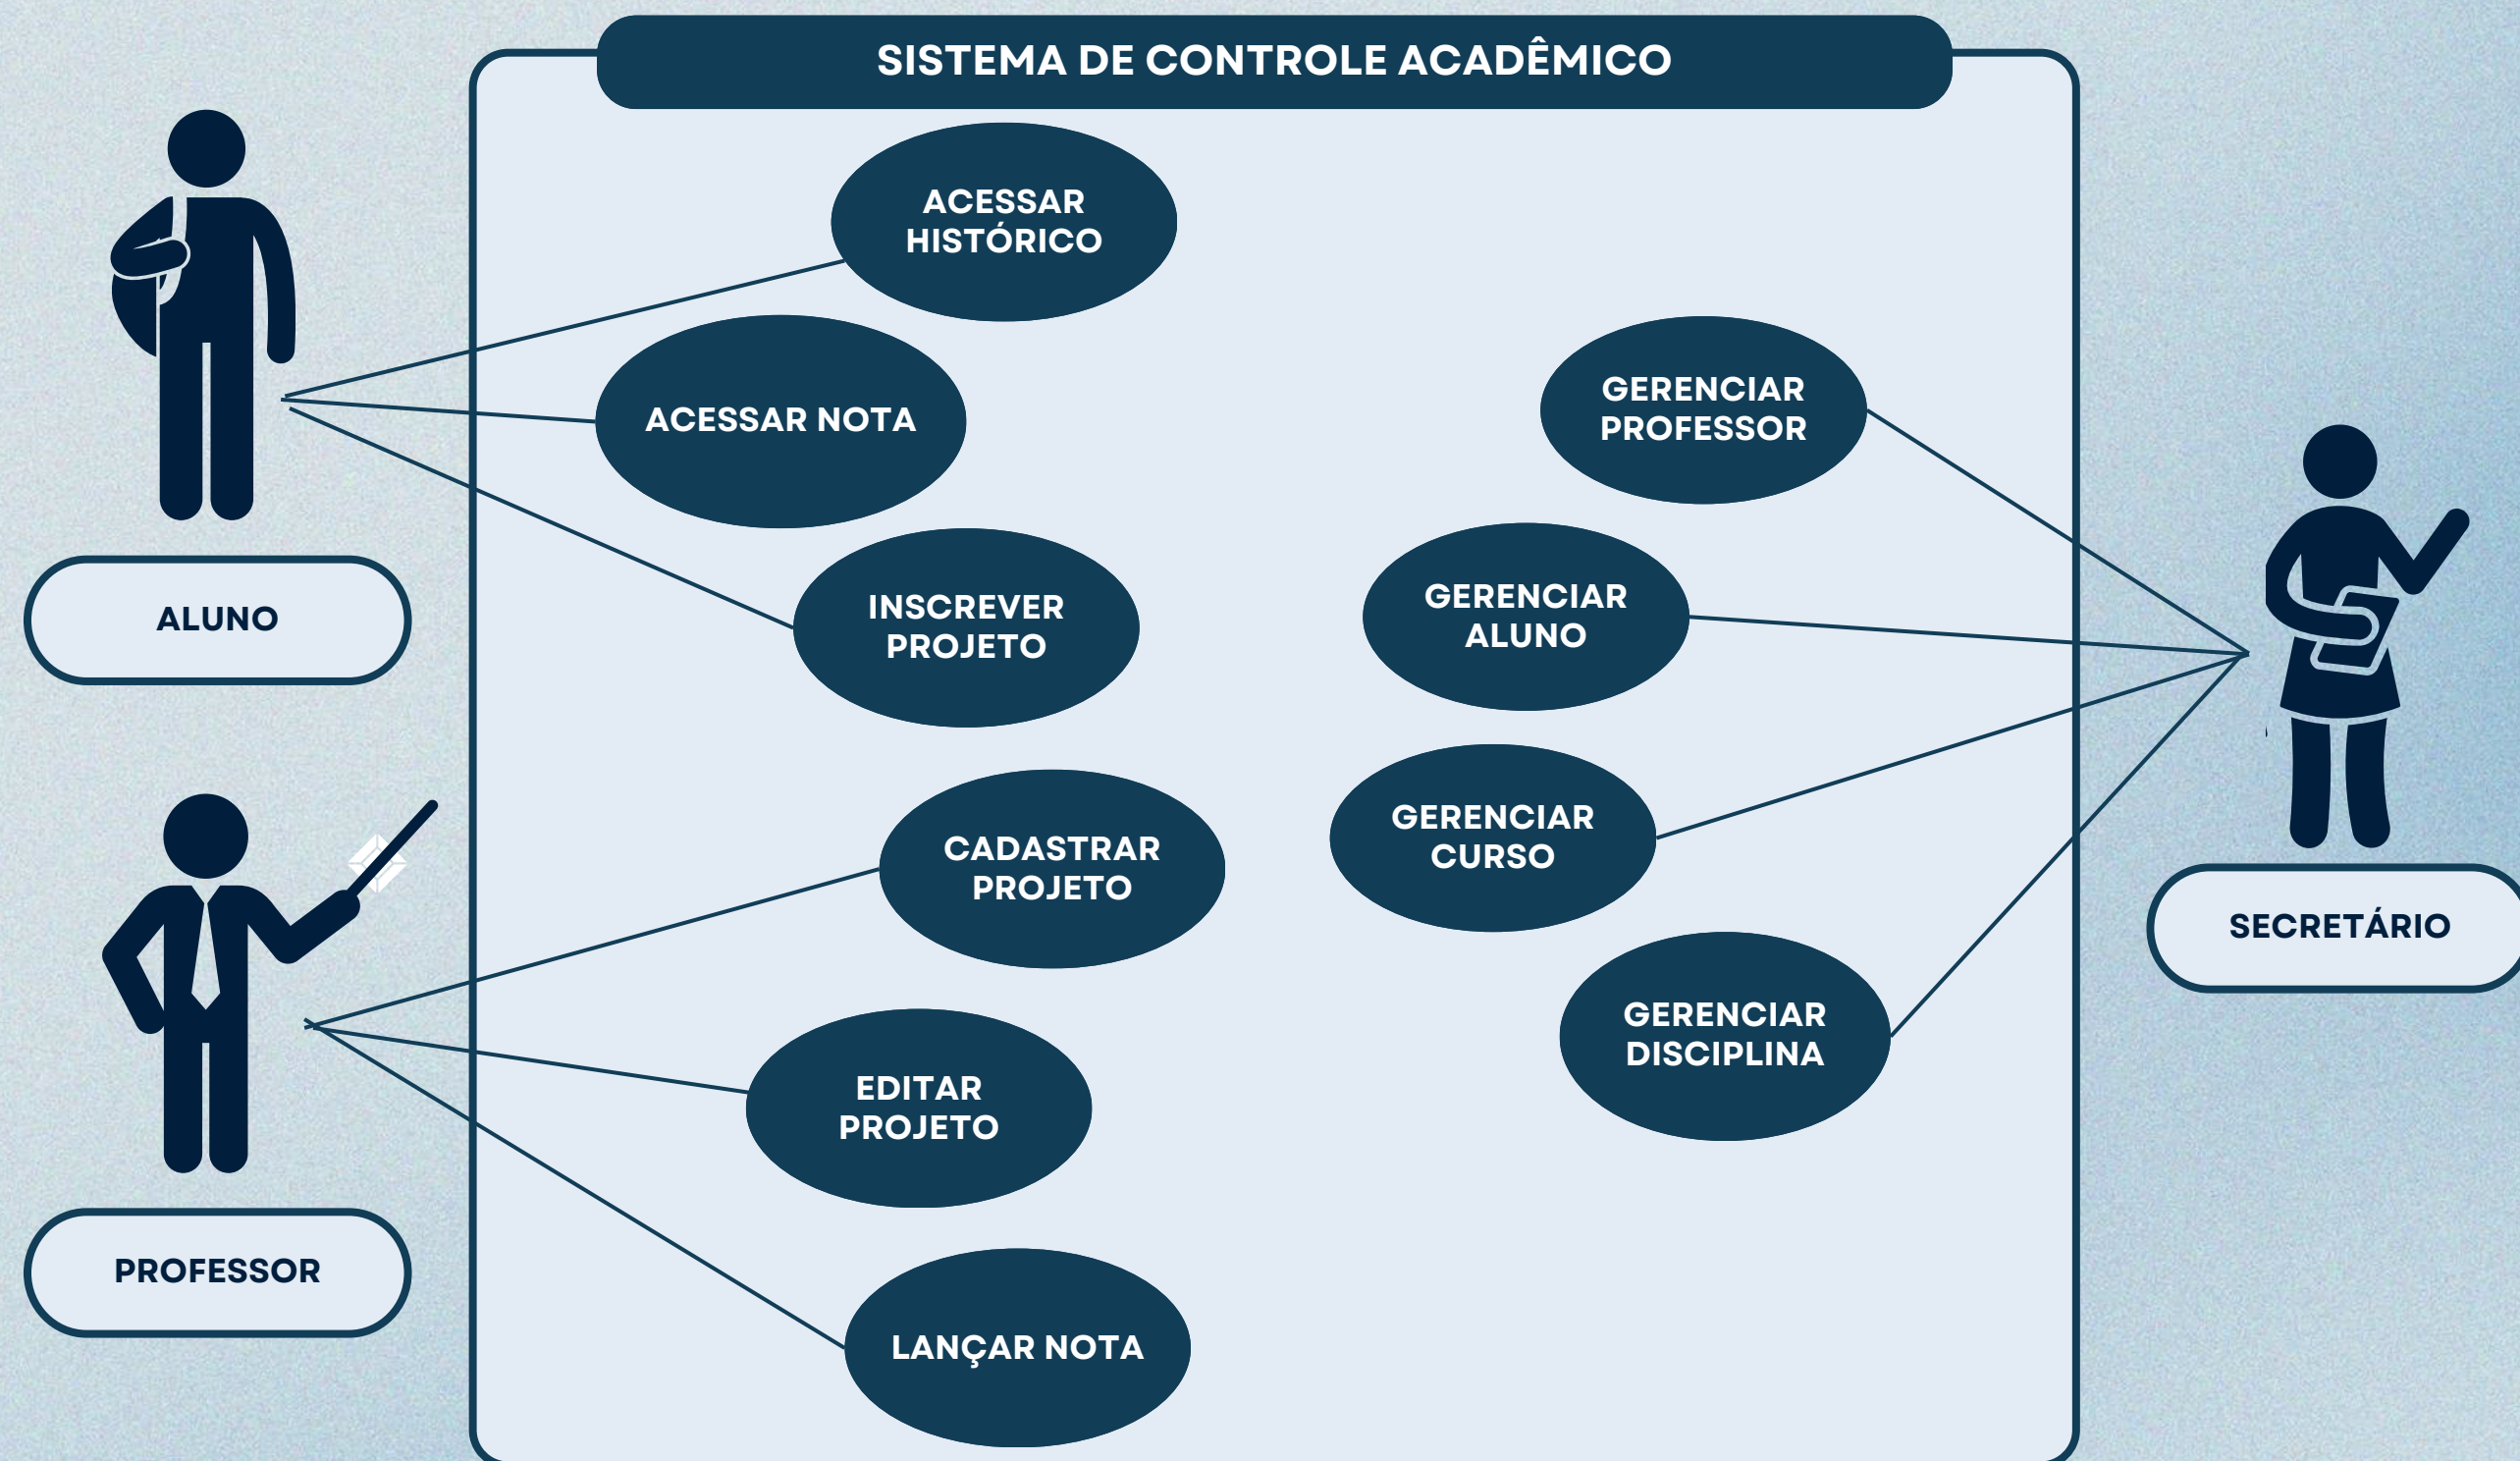 SISTEMA DE CONTROLE ACADÊMICO
ACESSAR
HISTÓRICO
ACESSAR NOTA
INSCREVER
PROJETO
ALUNO
CADASTRAR
PROJETO
EDITAR
PROJETO
LANÇAR NOTA
PROFESSOR
GERENCIAR
PROFESSOR
GERENCIAR
ALUNO
GERENCIAR
CURSO
GERENCIAR
DISCIPLINA
SECRETÁRIO